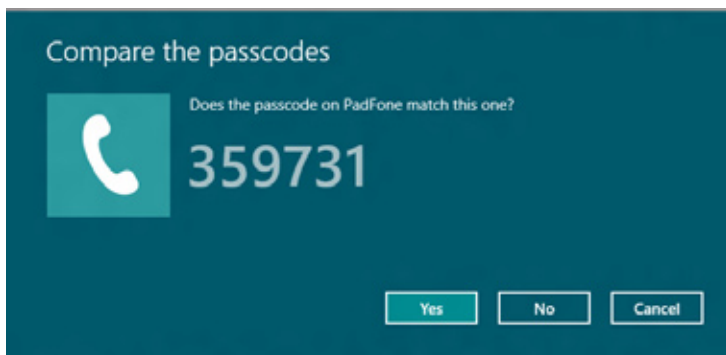 Compare the passcodes
Does the passcode on PadFone match this one?
359731
Yes No Cancel